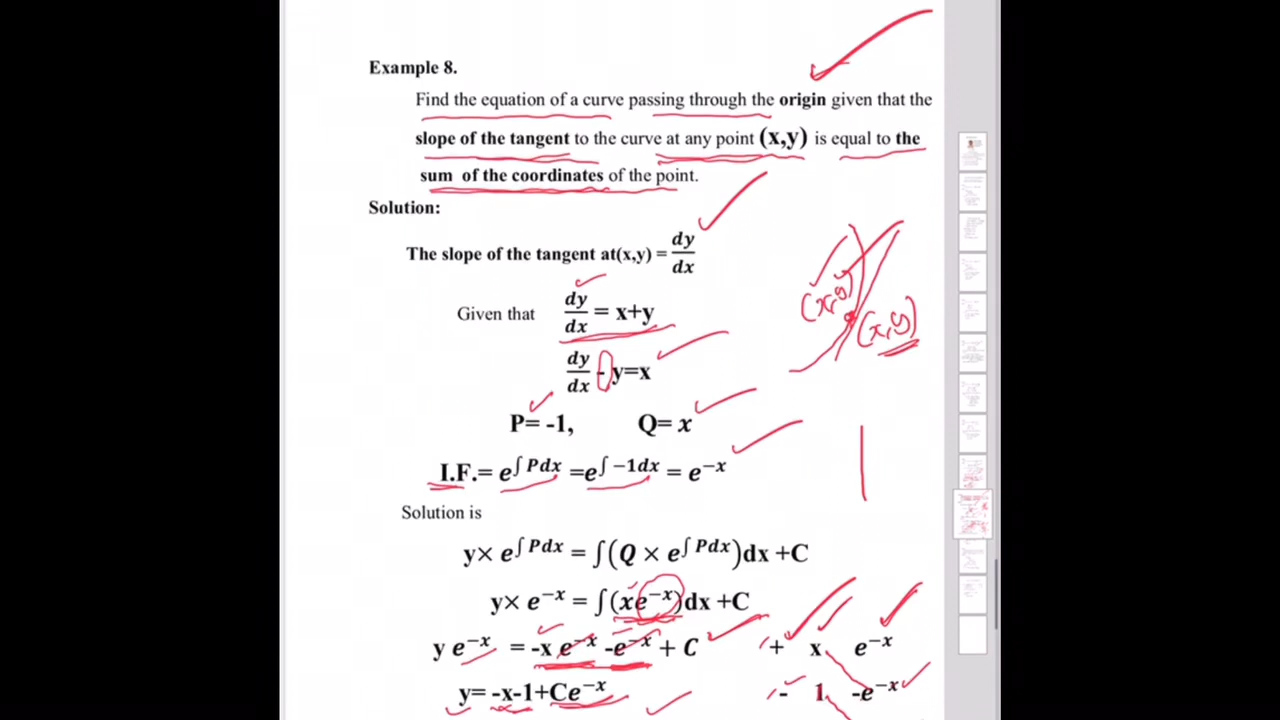 Example 8.
Find the equation of a curve passing through the origin given that the
slope of the tangent to the curve at any point (x,y) is equal to the
sum of the coordinates of the point.
Solution:
The slope of the tangent at(x,y) = dy/dx
Given that dy/dx = x+y
dy/dx - y=x
(x,y)
(x,y)
P= -1, Q= x
I.F.= e^∫ Pdx =e^∫ −1dx = e^−x
Solution is
y× e^∫ Pdx = ∫(Q × e^∫ Pdx)dx +C
y× e^−x = ∫(xe^−x)dx +C
y e^−x = -x e^−x -e^−x + C + x e^−x
y= -x-1+Ce^−x - 1 -e^−x